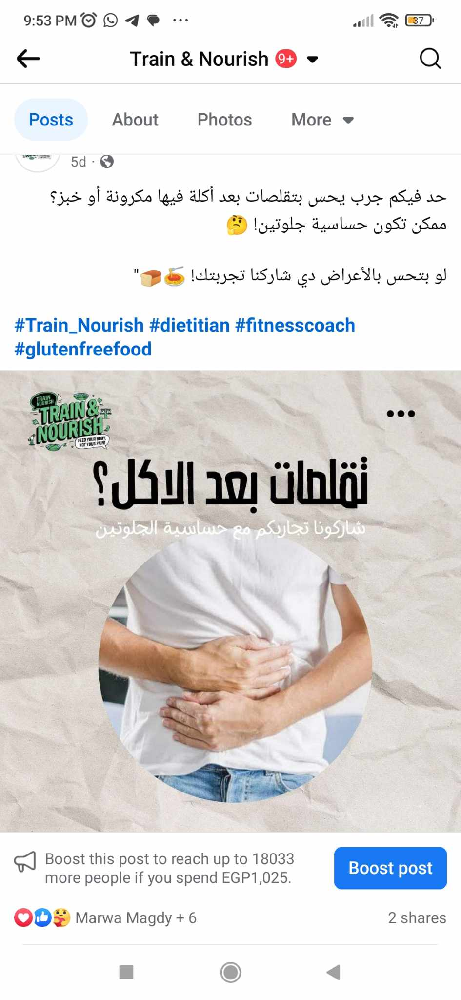 9:53 PM
37
Train & Nourish 9+
Posts About Photos More
5d ·
حد فيكم جرب يحس بتقلصات بعد أكلة فيها مكرونة أو خبز؟
ممكن تكون حساسية جلوتين! 🤔
لو بتحس بالأعراض دي شاركنا تجربتك! 🍝🍞"
#Train_Nourish #dietitian #fitnesscoach
#glutenfreefood
TRAIN
NOURISH
TRAIN &
NOURISH
FEED YOUR BODY,
NOT YOUR PAIN!
تقلصات بعد الاكل؟
شاركونا تجاربكم مع حساسية الجلوتين
Boost this post to reach up to 18033
more people if you spend EGP1,025.
Boost post
Marwa Magdy + 6
2 shares